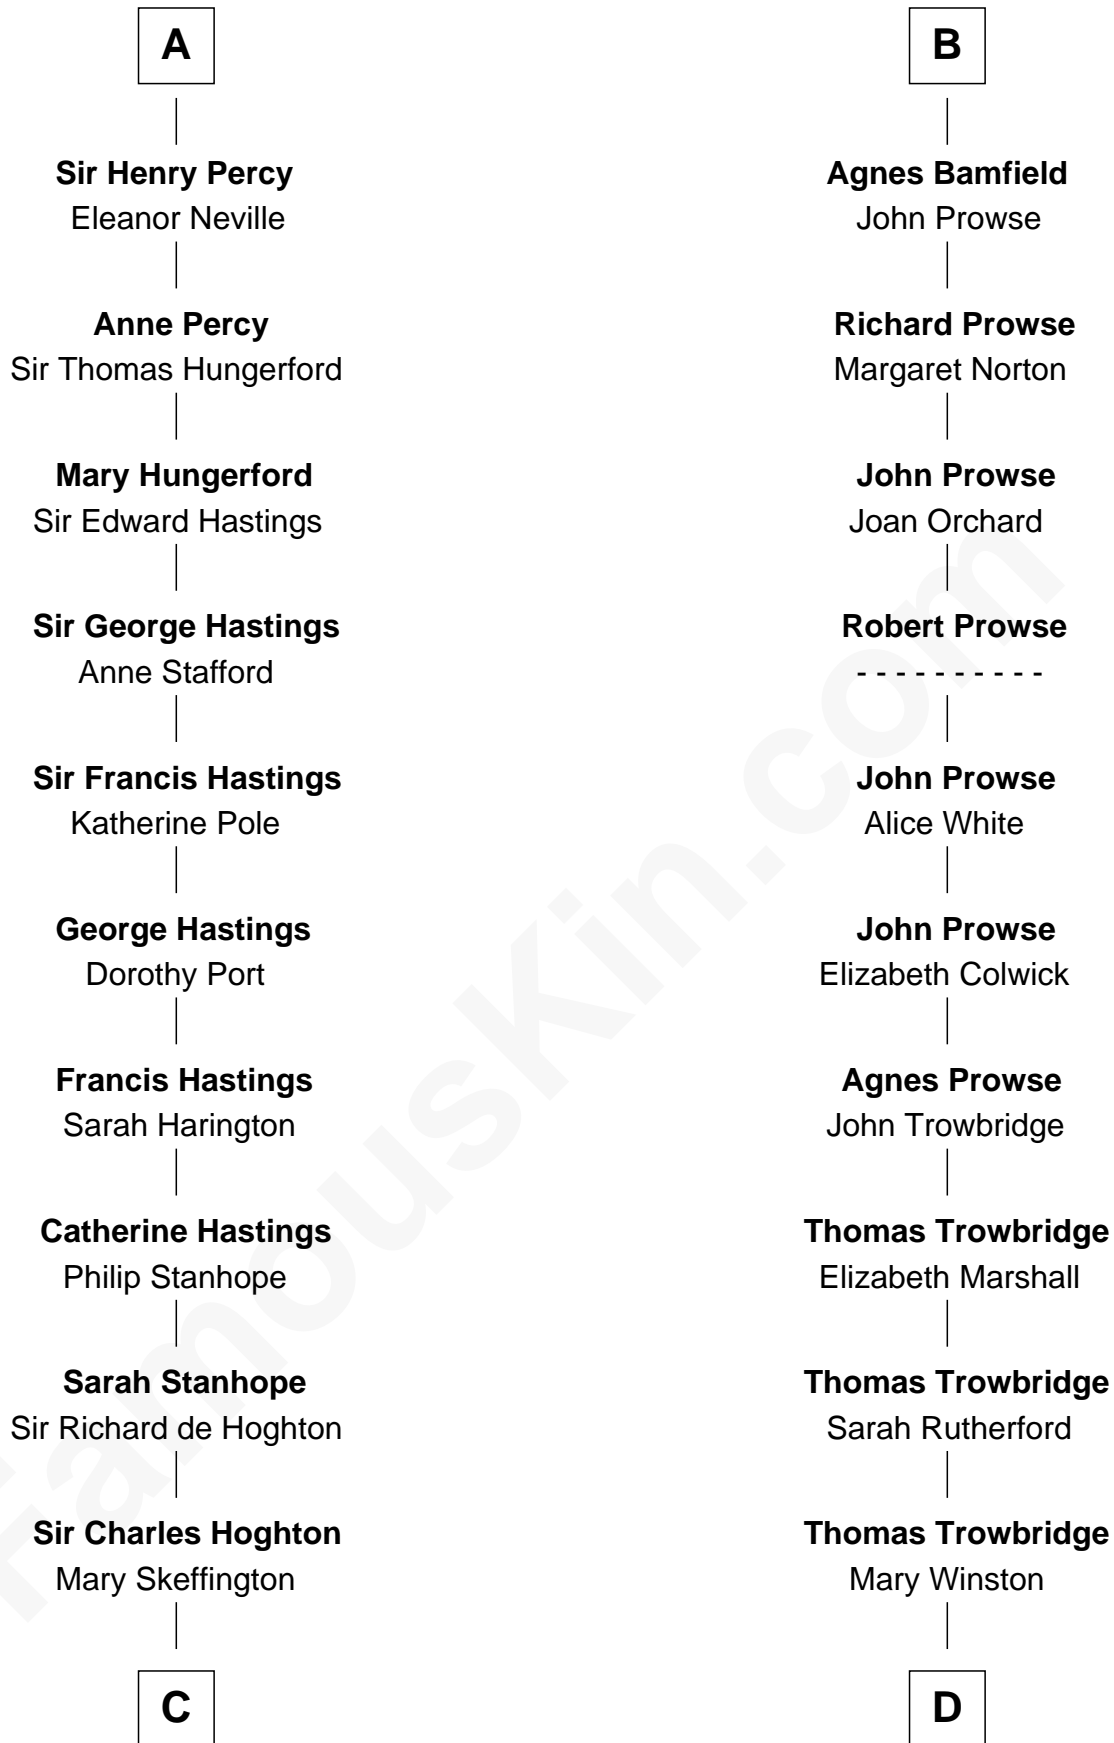 A
Sir Henry Percy
Eleanor Neville
Anne Percy
Sir Thomas Hungerford
Mary Hungerford
Sir Edward Hastings
Sir George Hastings
Anne Stafford
Sir Francis Hastings
Katherine Pole
George Hastings
Dorothy Port
Francis Hastings
Sarah Harington
Catherine Hastings
Philip Stanhope
Sarah Stanhope
Sir Richard de Hoghton
Sir Charles Hoghton
Mary Skeffington
C
B
Agnes Bamfield
John Prowse
Richard Prowse
Margaret Norton
John Prowse
Joan Orchard
Robert Prowse
- - - - - - - - - -
John Prowse
Alice White
John Prowse
Elizabeth Colwick
Agnes Prowse
John Trowbridge
Thomas Trowbridge
Elizabeth Marshall
Thomas Trowbridge
Sarah Rutherford
Thomas Trowbridge
Mary Winston
D
FamousKin.com